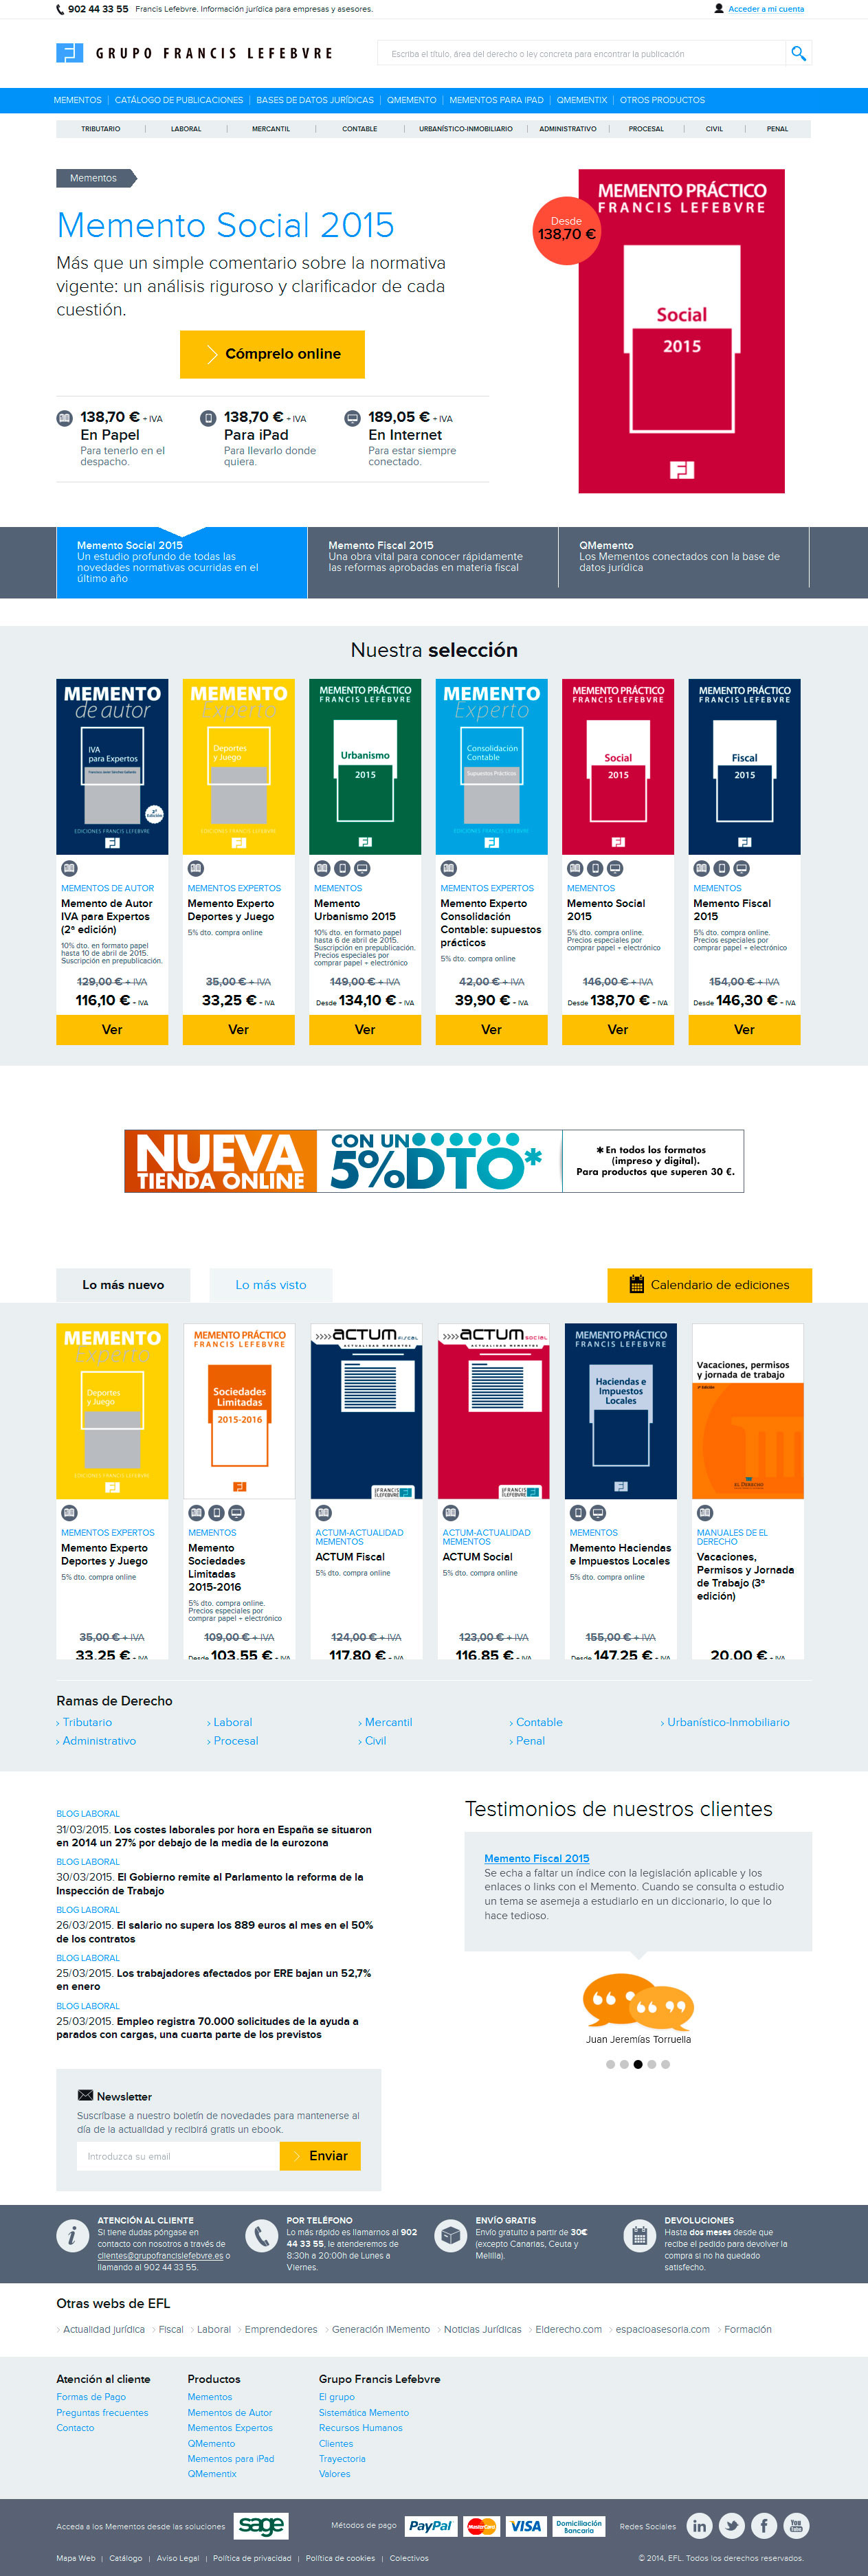 902 44 33 55 Francis Lefebvre. Información jurídica para empresas y asesores.
Acceder a mi cuenta
GRUPO FRANCIS LEFEBVRE
Escriba el título, área del derecho o ley concreta para encontrar la publicación
MEMENTOS | CATÁLOGO DE PUBLICACIONES | BASES DE DATOS JURÍDICAS | QMEMENTO | MEMENTOS PARA IPAD | QMEMENTIX | OTROS PRODUCTOS
TRIBUTARIO | LABORAL | MERCANTIL | CONTABLE | URBANÍSTICO-INMOBILIARIO | ADMINISTRATIVO | PROCESAL | CIVIL | PENAL
Mementos
Memento Social 2015
Más que un simple comentario sobre la normativa
vigente: un análisis riguroso y clarificador de cada
cuestión.
Cómprelo online
138,70 € + IVA
En Papel
Para tenerlo en el
despacho.
138,70 € + IVA
Para iPad
Para llevarlo donde
quiera.
189,05 € + IVA
En Internet
Para estar siempre
conectado.
Desde
138,70 €
MEMENTO PRÁCTICO
FRANCIS LEFEBVRE
Social
2015
Memento Social 2015
Un estudio profundo de todas las
novedades normativas ocurridas en el
último año
Memento Fiscal 2015
Una obra vital para conocer rápidamente
las reformas aprobadas en materia fiscal
QMemento
Los Mementos conectados con la base de
datos jurídica
Nuestra selección
MEMENTO
de autor
IVA
para Expertos
2ª
Edición
EDICIONES FRANCIS LEFEBVRE
MEMENTOS DE AUTOR
Memento de Autor
IVA para Expertos
(2ª edición)
10% dto. en formato papel
hasta 10 de abril de 2015.
Suscripción en prepublicación.
129,00 € + IVA
116,10 € + IVA
Ver
MEMENTO
Experto
Deportes
y Juego
EDICIONES FRANCIS LEFEBVRE
MEMENTOS EXPERTOS
Memento Experto
Deportes y Juego
5% dto. compra online
35,00 € + IVA
33,25 € + IVA
Ver
MEMENTO PRÁCTICO
FRANCIS LEFEBVRE
Urbanismo
2015
MEMENTOS
Memento
Urbanismo 2015
10% dto. en formato papel
hasta 6 de abril de 2015.
Suscripción en prepublicación.
Precios especiales por
comprar papel + electrónico
149,00 € + IVA
Desde 134,10 € + IVA
Ver
MEMENTO
Experto
Consolidación
Contable
Supuestos Prácticos
EDICIONES FRANCIS LEFEBVRE
MEMENTOS EXPERTOS
Memento Experto
Consolidación
Contable: supuestos
prácticos
5% dto. compra online
42,00 € + IVA
39,90 € + IVA
Ver
MEMENTO PRÁCTICO
FRANCIS LEFEBVRE
Social
2015
MEMENTOS
Memento Social
2015
5% dto. compra online.
Precios especiales por
comprar papel + electrónico
146,00 € + IVA
Desde 138,70 € + IVA
Ver
MEMENTO PRÁCTICO
FRANCIS LEFEBVRE
Fiscal
2015
MEMENTOS
Memento Fiscal
2015
5% dto. compra online.
Precios especiales por
comprar papel + electrónico
154,00 € + IVA
Desde 146,30 € + IVA
Ver
NUEVA
TIENDA ONLINE
CON UN
5%DTO*
* En todos los formatos
(impreso y digital).
Para productos que superen 30 €.
Lo más nuevo
Lo más visto
Calendario de ediciones
MEMENTO
Experto
Deportes
y Juego
EDICIONES FRANCIS LEFEBVRE
MEMENTOS EXPERTOS
Memento Experto
Deportes y Juego
5% dto. compra online
35,00 € + IVA
33,25 € + IVA
MEMENTO PRÁCTICO
FRANCIS LEFEBVRE
Sociedades
Limitadas
2015-2016
MEMENTOS
Memento
Sociedades
Limitadas
2015-2016
5% dto. compra online.
Precios especiales por
comprar papel + electrónico
109,00 € + IVA
Desde 103,55 € + IVA
>>>> ACTUM FISCAL
ACTUALIDAD MEMENTOS
FRANCIS
LEFEBVRE
ACTUM-ACTUALIDAD
MEMENTOS
ACTUM Fiscal
5% dto. compra online
124,00 € + IVA
117,80 € + IVA
>>>> ACTUM SOCIAL
ACTUALIDAD MEMENTOS
FRANCIS
LEFEBVRE
ACTUM-ACTUALIDAD
MEMENTOS
ACTUM Social
5% dto. compra online
123,00 € + IVA
116,85 € + IVA
MEMENTO PRÁCTICO
FRANCIS LEFEBVRE
Haciendas e
Impuestos
Locales
MEMENTOS
Memento Haciendas
e Impuestos Locales
5% dto. compra online
155,00 € + IVA
Desde 147,25 € + IVA
Vacaciones, permisos
y jornada de trabajo
EL DERECHO
MANUALES DE EL
DERECHO
Vacaciones,
Permisos y Jornada
de Trabajo (3ª
edición)
20,00 € + IVA
Ramas de Derecho
Tributario
Laboral
Mercantil
Contable
Urbanístico-Inmobiliario
Administrativo
Procesal
Civil
Penal
BLOG LABORAL
31/03/2015. Los costes laborales por hora en España se situaron
en 2014 un 27% por debajo de la media de la eurozona
BLOG LABORAL
30/03/2015. El Gobierno remite al Parlamento la reforma de la
Inspección de Trabajo
BLOG LABORAL
26/03/2015. El salario no supera los 889 euros al mes en el 50%
de los contratos
BLOG LABORAL
25/03/2015. Los trabajadores afectados por ERE bajan un 52,7%
en enero
BLOG LABORAL
25/03/2015. Empleo registra 70.000 solicitudes de la ayuda a
parados con cargas, una cuarta parte de los previstos
Testimonios de nuestros clientes
Memento Fiscal 2015
Se echa a faltar un índice con la legislación aplicable y los
enlaces o links con el Memento. Cuando se consulta o estudio
un tema se asemeja a estudiarlo en un diccionario, lo que lo
hace tedioso.
Juan Jeremías Torruella
Newsletter
Suscríbase a nuestro boletín de novedades para mantenerse al
día de la actualidad y recibirá gratis un ebook.
Introduzca su email
Enviar
ATENCIÓN AL CLIENTE
Si tiene dudas póngase en
contacto con nosotros a través de
clientes@grupofrancislefebvre.es o
llamando al 902 44 33 55.
POR TELÉFONO
Lo más rápido es llamarnos al 902
44 33 55, le atenderemos de
8:30h a 20:00h de Lunes a
Viernes.
ENVÍO GRATIS
Envío gratuito a partir de 30€
(excepto Canarias, Ceuta y
Melilla).
DEVOLUCIONES
Hasta dos meses desde que
recibe el pedido para devolver la
compra si no ha quedado
satisfecho.
Otras webs de EFL
Actualidad jurídica
Fiscal
Laboral
Emprendedores
Generación iMemento
Noticias Jurídicas
Elderecho.com
espacioasesoria.com
Formación
Atención al cliente
Formas de Pago
Preguntas frecuentes
Contacto
Productos
Mementos
Mementos de Autor
Mementos Expertos
QMemento
Mementos para iPad
QMementix
Grupo Francis Lefebvre
El grupo
Sistemática Memento
Recursos Humanos
Clientes
Trayectoria
Valores
Acceda a los Mementos desde las soluciones
sage
Métodos de pago
PayPal
MasterCard
VISA
Domiciliación
Bancaria
Redes Sociales
in
f
You
Tube
Mapa Web | Catálogo | Aviso Legal | Política de privacidad | Política de cookies | Colectivos
© 2014, EFL. Todos los derechos reservados.